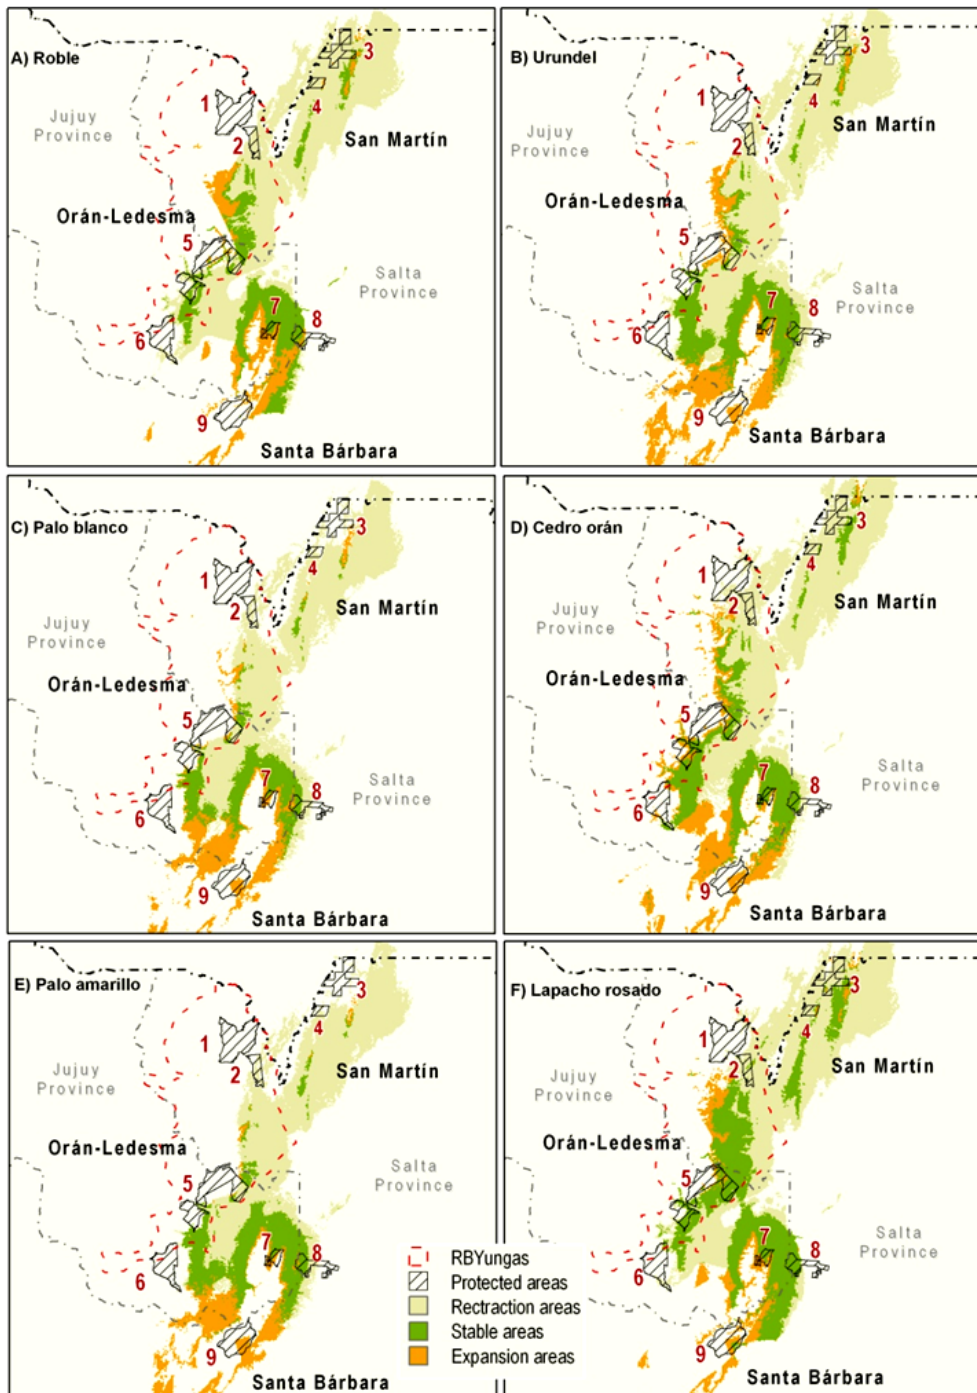 A) Roble
3
1
4
Jujuy
Province
San Martín
2
Orán-Ledesma
5
Salta
Province
7
8
6
9
Santa Bárbara
B) Urundel
3
1
4
Jujuy
Province
San Martín
2
Orán-Ledesma
5
Salta
Province
7
8
6
9
Santa Bárbara
C) Palo blanco
3
1
4
Jujuy
Province
2
San Martín
Orán-Ledesma
5
Salta
Province
7
8
6
9
Santa Bárbara
D) Cedro orán
3
1
4
Jujuy
Province
2
San Martín
Orán-Ledesma
5
Salta
Province
7
8
6
9
Santa Bárbara
E) Palo amarillo
3
1
4
Jujuy
Province
2
San Martín
Orán-Ledesma
Salta
Province
5
7
8
6
9
Santa Bárbara
F) Lapacho rosado
3
1
4
Jujuy
Province
2
San Martín
Orán-Ledesma
5
Salta
Province
7
8
6
9
Santa Bárbara
RBYungas
Protected areas
Rectraction areas
Stable areas
Expansion areas